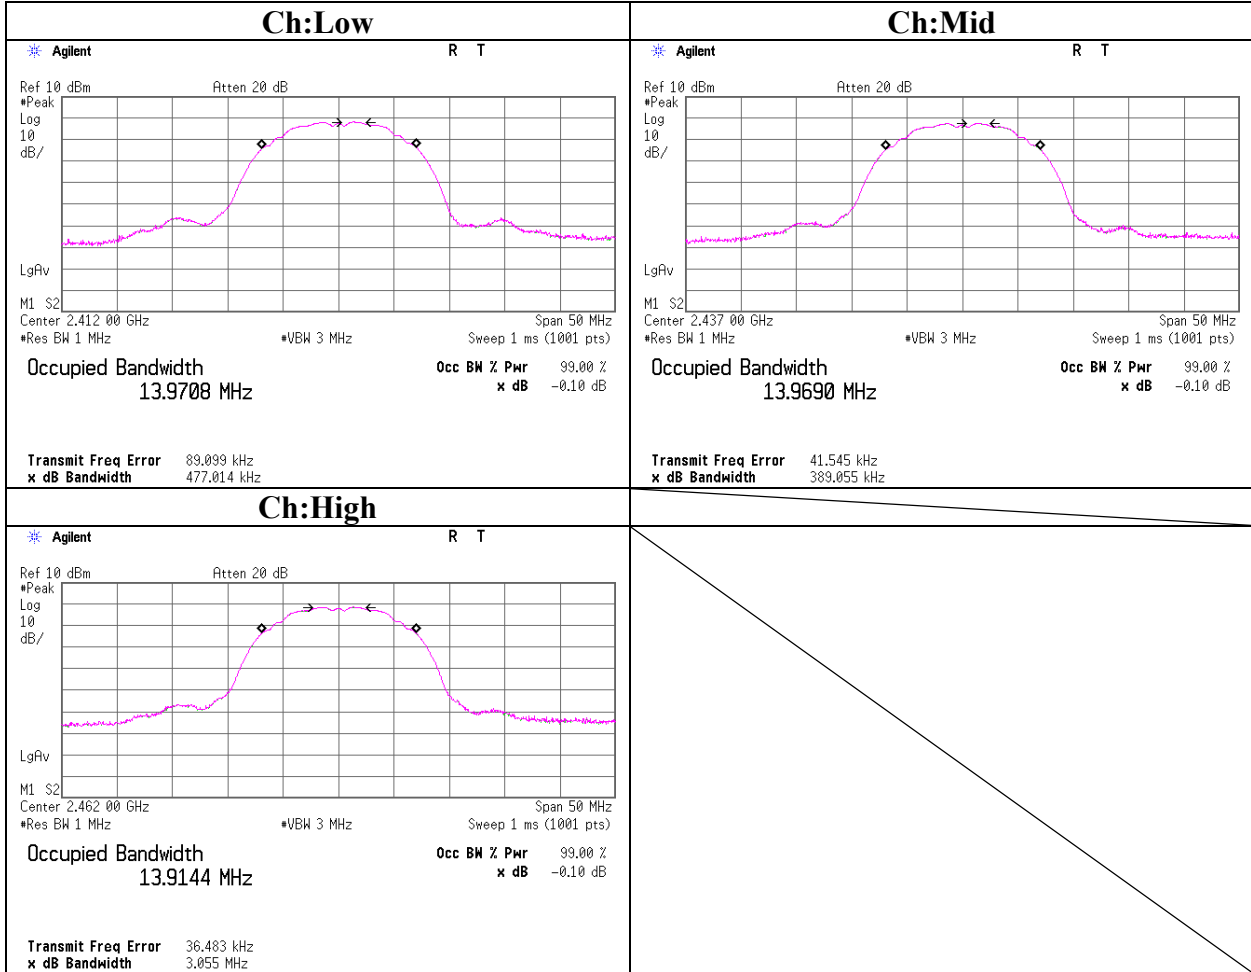 Ch:Low
Agilent R T
Ref 10 dBm Atten 20 dB
#Peak
Log
10
dB/
LgAv
M1 S2
Center 2.412 00 GHz Span 50 MHz
#Res BW 1 MHz #VBW 3 MHz Sweep 1 ms (1001 pts)
Occupied Bandwidth Occ BW % Pwr 99.00 %
13.9708 MHz x dB -0.10 dB
Transmit Freq Error 89.099 kHz
x dB Bandwidth 477.014 kHz
Ch:Mid
Agilent R T
Ref 10 dBm Atten 20 dB
#Peak
Log
10
dB/
LgAv
M1 S2
Center 2.437 00 GHz Span 50 MHz
#Res BW 1 MHz #VBW 3 MHz Sweep 1 ms (1001 pts)
Occupied Bandwidth Occ BW % Pwr 99.00 %
13.9690 MHz x dB -0.10 dB
Transmit Freq Error 41.545 kHz
x dB Bandwidth 389.055 kHz
Ch:High
Agilent R T
Ref 10 dBm Atten 20 dB
#Peak
Log
10
dB/
LgAv
M1 S2
Center 2.462 00 GHz Span 50 MHz
#Res BW 1 MHz #VBW 3 MHz Sweep 1 ms (1001 pts)
Occupied Bandwidth Occ BW % Pwr 99.00 %
13.9144 MHz x dB -0.10 dB
Transmit Freq Error 36.483 kHz
x dB Bandwidth 3.055 MHz